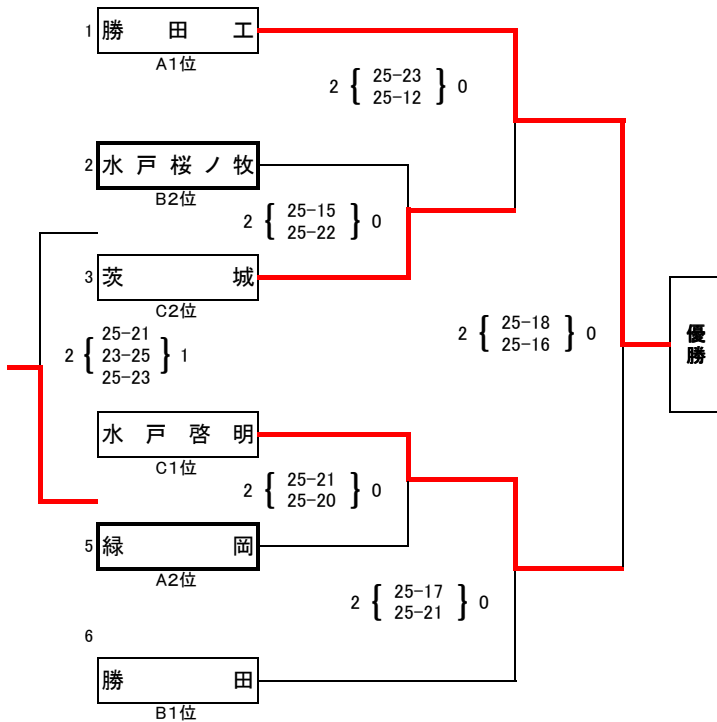 1 勝田工
A1位
2 { 25-23 } 0
25-12
2 水戸桜ノ牧
B2位
2 { 25-15 } 0
25-22
3 茨城
C2位
2 { 25-21 } 1
23-25
25-23
2 { 25-18 } 0
25-16
優勝
水戸啓明
C1位
2 { 25-21 } 0
25-20
5 緑岡
A2位
2 { 25-17 } 0
25-21
6
勝田
B1位